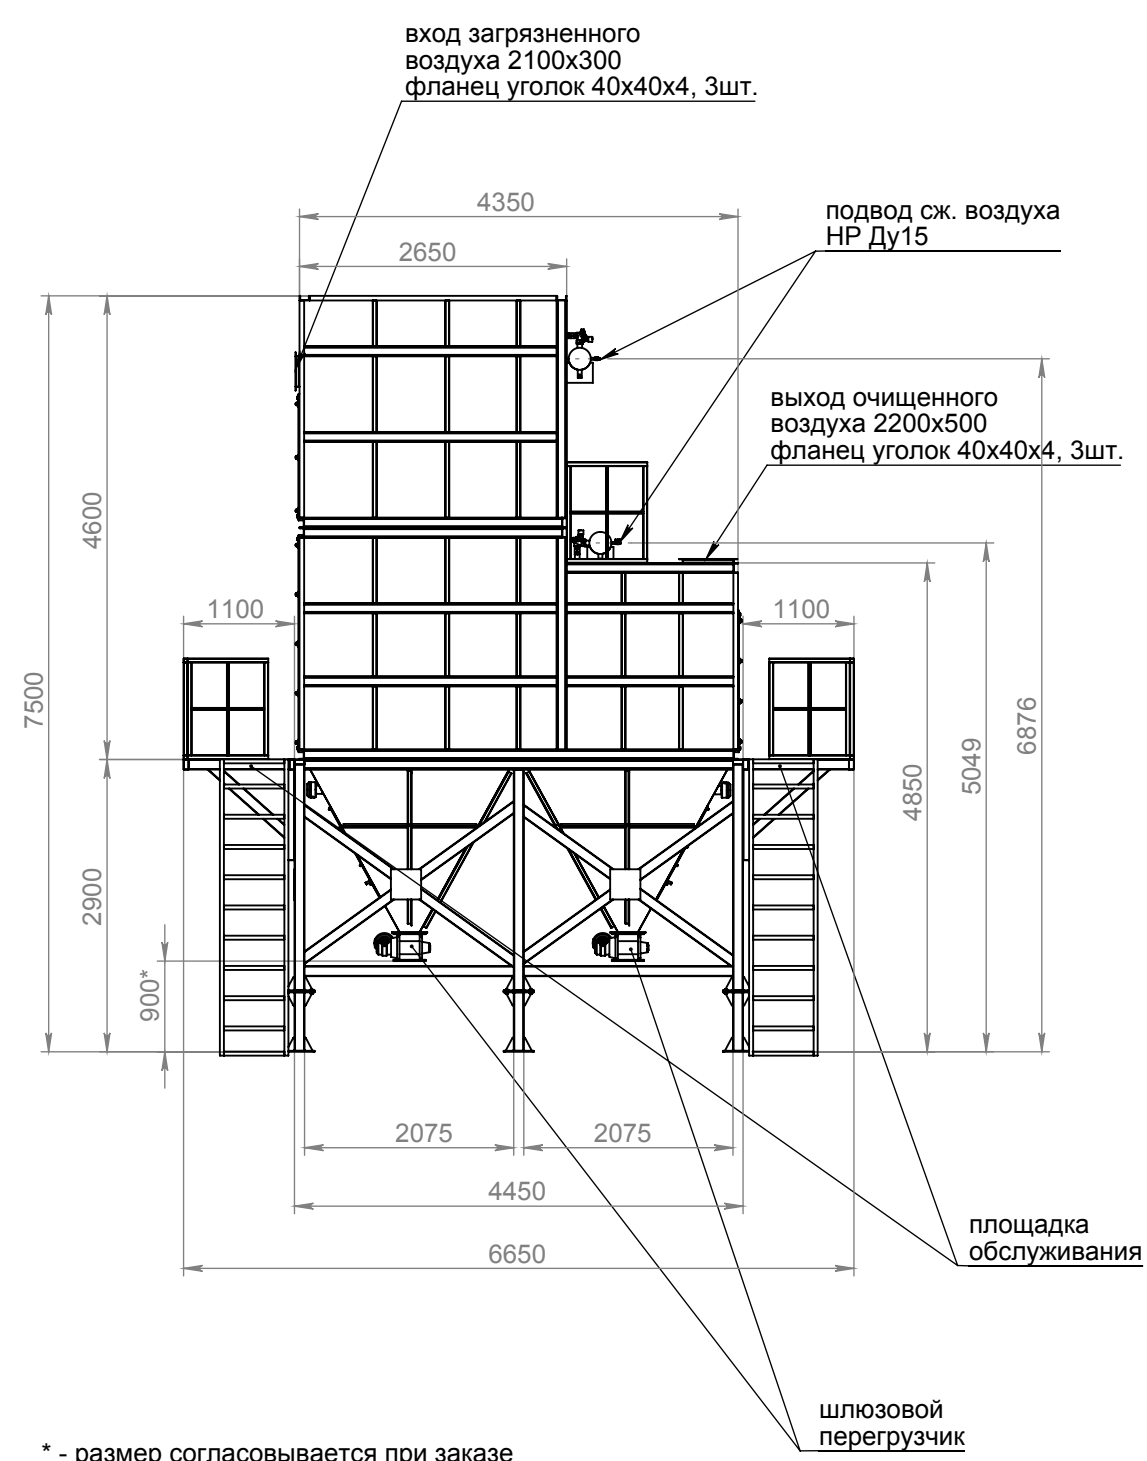 вход загрязненного
воздуха 2100х300
фланец уголок 40х40х4, 3шт.
4350
подвод сж. воздуха
НР Ду15
2650
выход очищенного
воздуха 2200х500
фланец уголок 40х40х4, 3шт.
4600
1100
1100
7500
6876
5049
4850
2900
900*
2075
2075
4450
6650
площадка
обслуживания
шлюзовой
перегрузчик
* - размер согласовывается при заказе